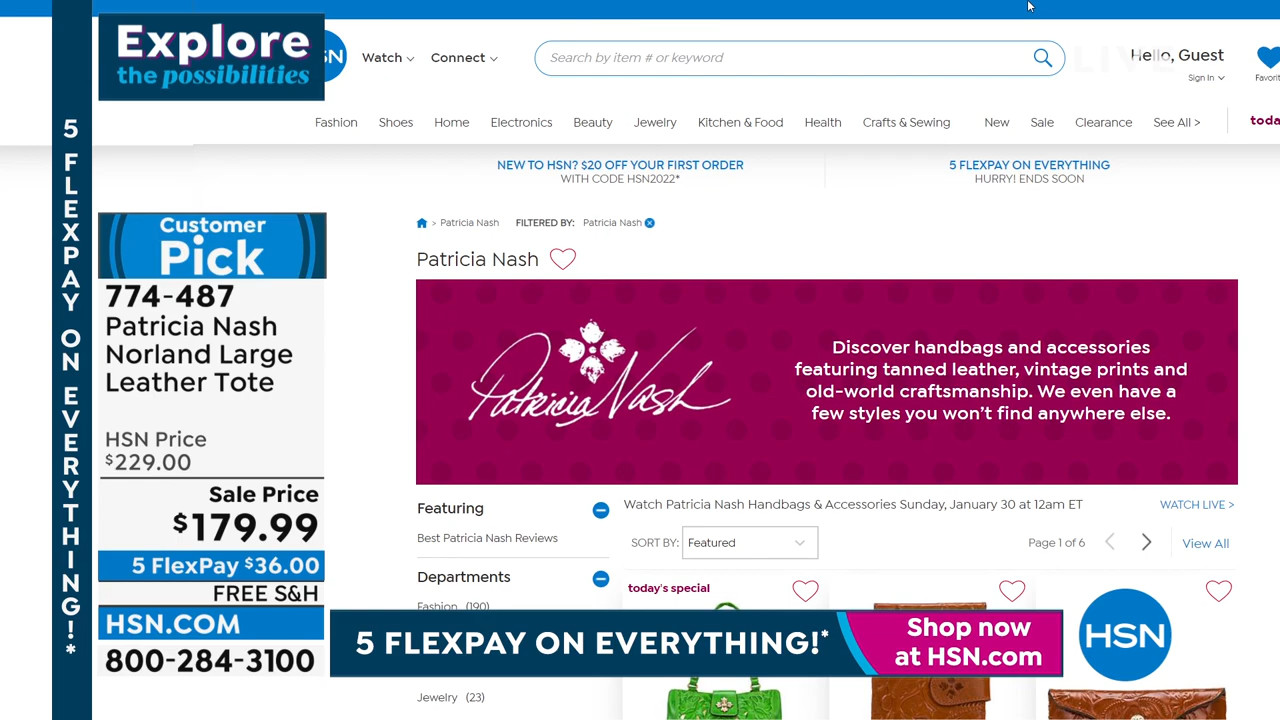 Explore
the possibilities
5 FLEXPAY ON EVERYTHING!*
SN
Watch
Connect
Search by item # or keyword
LIVE
Hello, Guest
Sign In
Favori
Fashion
Shoes
Home
Electronics
Beauty
Jewelry
Kitchen & Food
Health
Crafts & Sewing
New
Sale
Clearance
See All >
toda
NEW TO HSN? $20 OFF YOUR FIRST ORDER
WITH CODE HSN2022*
5 FLEXPAY ON EVERYTHING
HURRY! ENDS SOON
Customer
Pick
774-487
Patricia Nash
Norland Large
Leather Tote
HSN Price
$229.00
Sale Price
$179.99
5 FlexPay $36.00
FREE S&H
HSN.COM
800-284-3100
> Patricia Nash
FILTERED BY: Patricia Nash
Patricia Nash
Patricia Nash
Discover handbags and accessories
featuring tanned leather, vintage prints and
old-world craftsmanship. We even have a
few styles you won't find anywhere else.
Featuring
Best Patricia Nash Reviews
Departments
Fashion (190)
Jewelry (23)
Watch Patricia Nash Handbags & Accessories Sunday, January 30 at 12am ET
WATCH LIVE >
SORT BY: Featured
Page 1 of 6
View All
today's special
5 FLEXPAY ON EVERYTHING!*
Shop now
at HSN.com
HSN